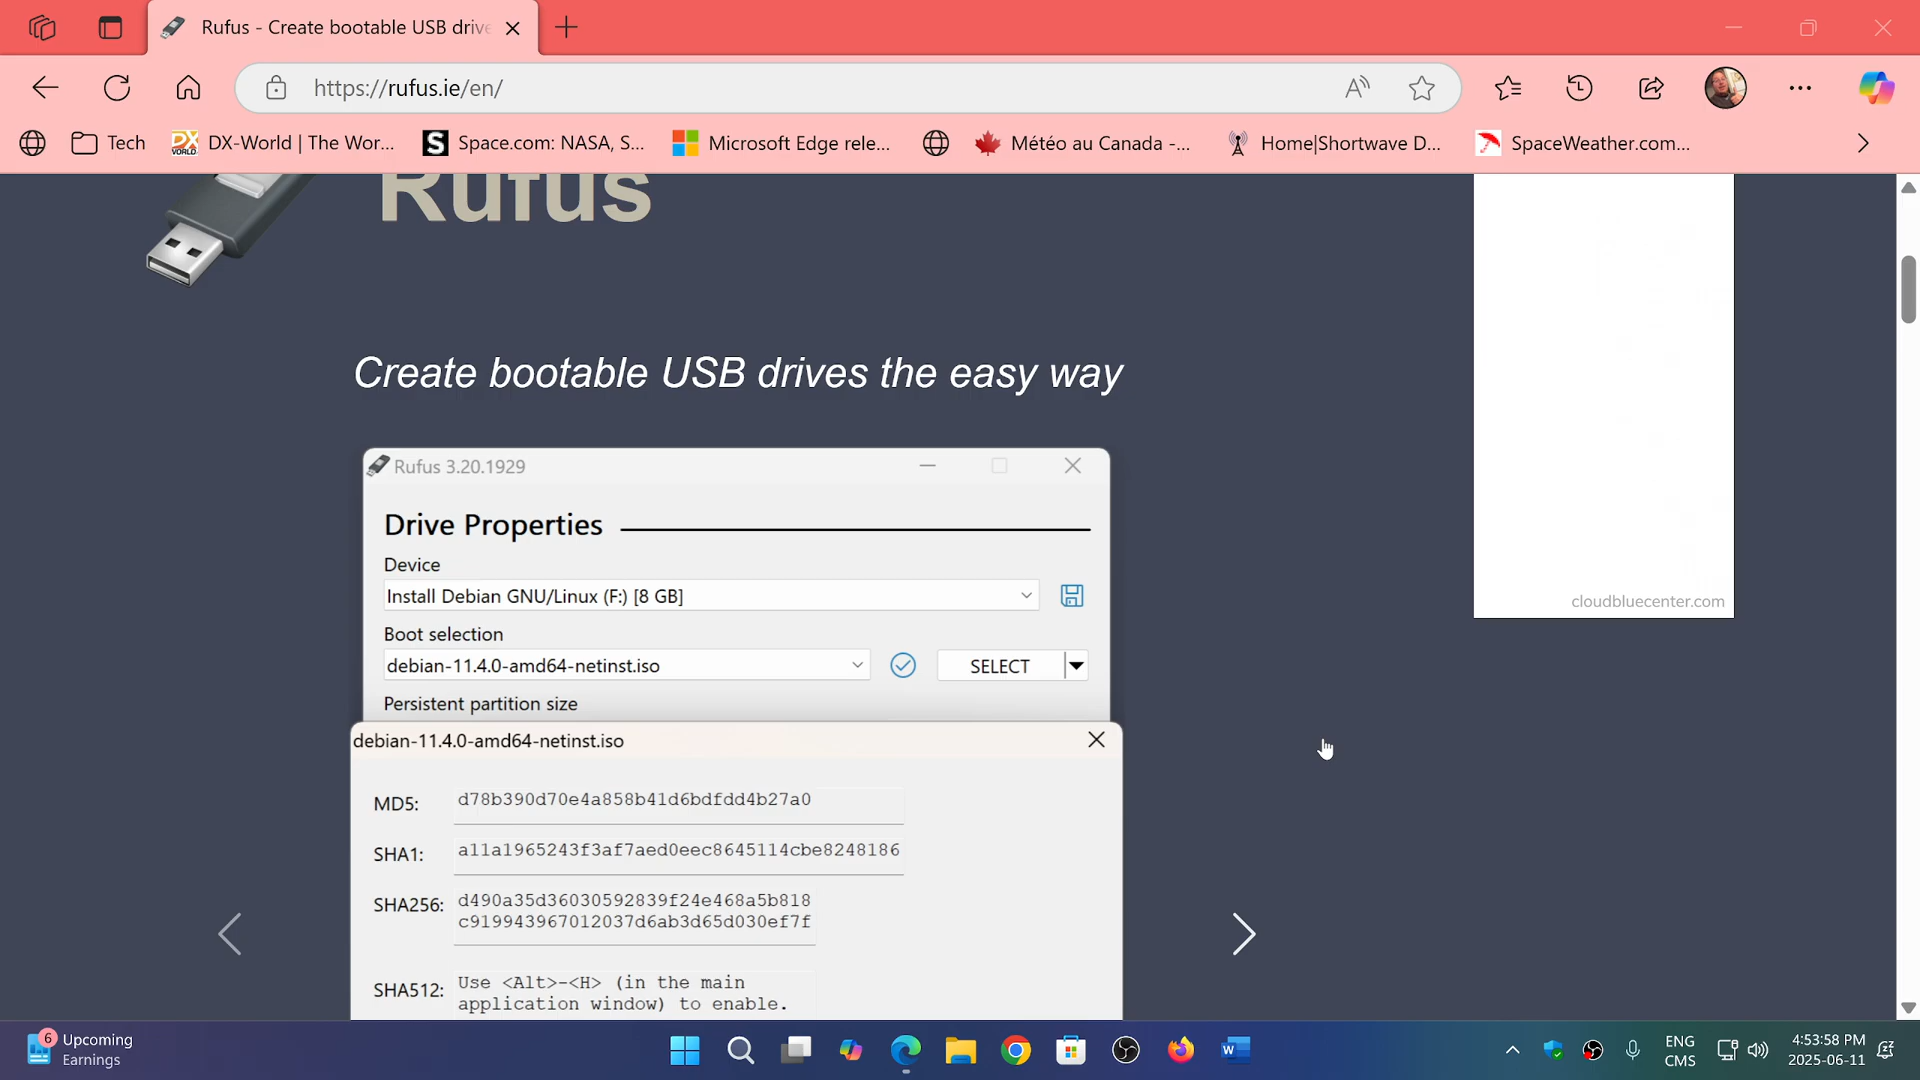 Rufus - Create bootable USB drive
https://rufus.ie/en/
Tech
DX-World | The Wor...
Space.com: NASA, S...
Microsoft Edge rele...
Météo au Canada -...
Home|Shortwave D...
SpaceWeather.com...
Rufus
Create bootable USB drives the easy way
Rufus 3.20.1929
Drive Properties
Device
Install Debian GNU/Linux (F:) [8 GB]
Boot selection
debian-11.4.0-amd64-netinst.iso
SELECT
Persistent partition size
debian-11.4.0-amd64-netinst.iso
MD5: d78b390d70e4a858b41d6bdfdd4b27a0
SHA1: a11a1965243f3af7aed0eec8645114cbe8248186
SHA256: d490a35d36030592839f24e468a5b818
c919943967012037d6ab3d65d030ef7f
SHA512: Use <Alt>-<H> (in the main
application window) to enable.
cloudbluecenter.com
6
Upcoming
Earnings
ENG
CMS
4:53:58 PM
2025-06-11